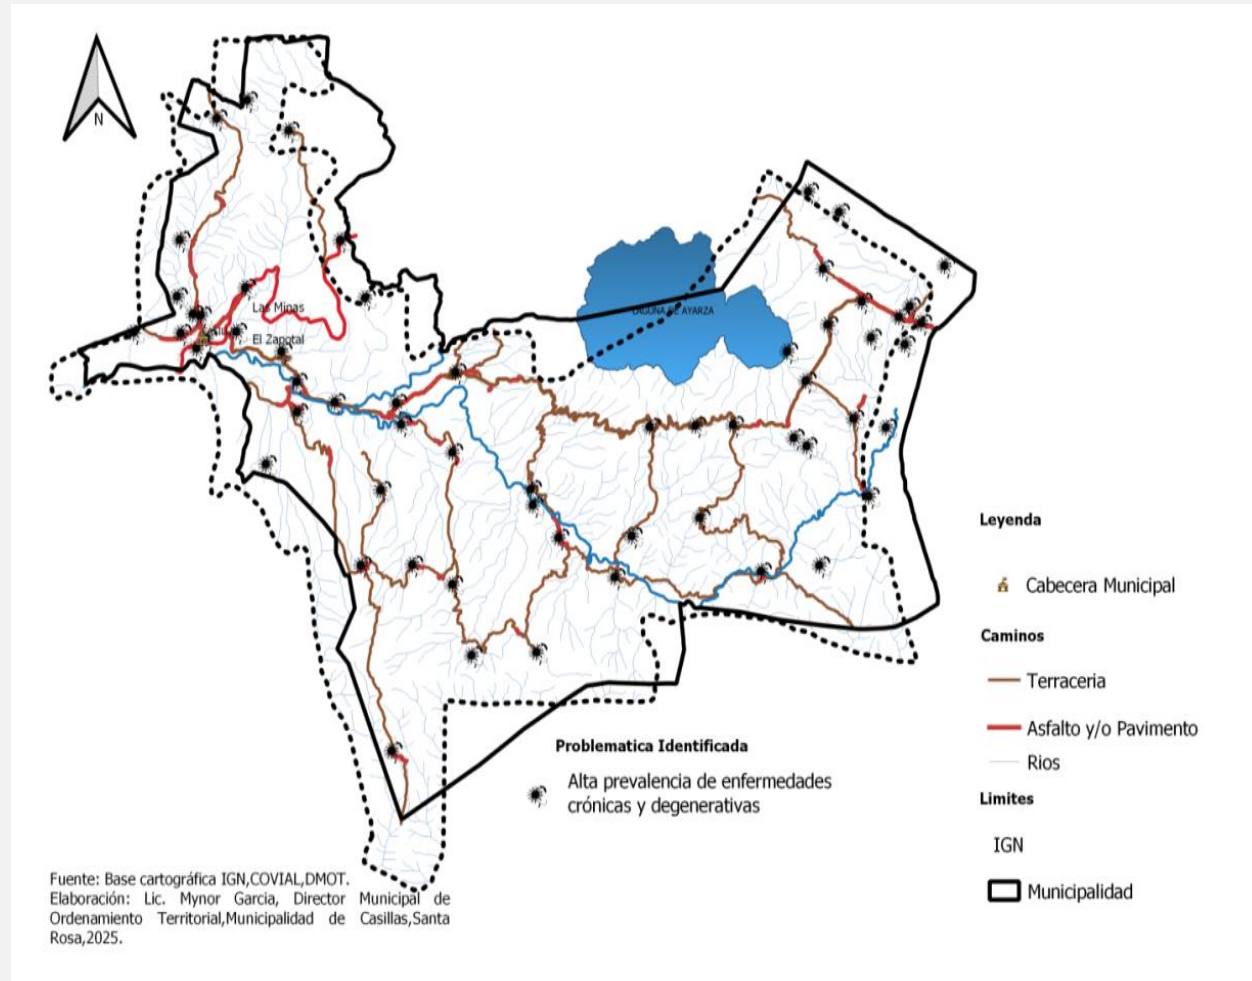 N
LAGUNA DE AYARZA
Las Minas
El Zapotal
Leyenda
Cabecera Municipal
Caminos
Terraceria
Asfalto y/o Pavimento
Rios
Limites
IGN
Municipalidad
Problematica Identificada
Alta prevalencia de enfermedades
crónicas y degenerativas
Fuente: Base cartográfica IGN,COVIAL,DMOT.
Elaboración: Lic. Mynor Garcia, Director Municipal de
Ordenamiento Territorial,Municipalidad de Casillas,Santa
Rosa,2025.